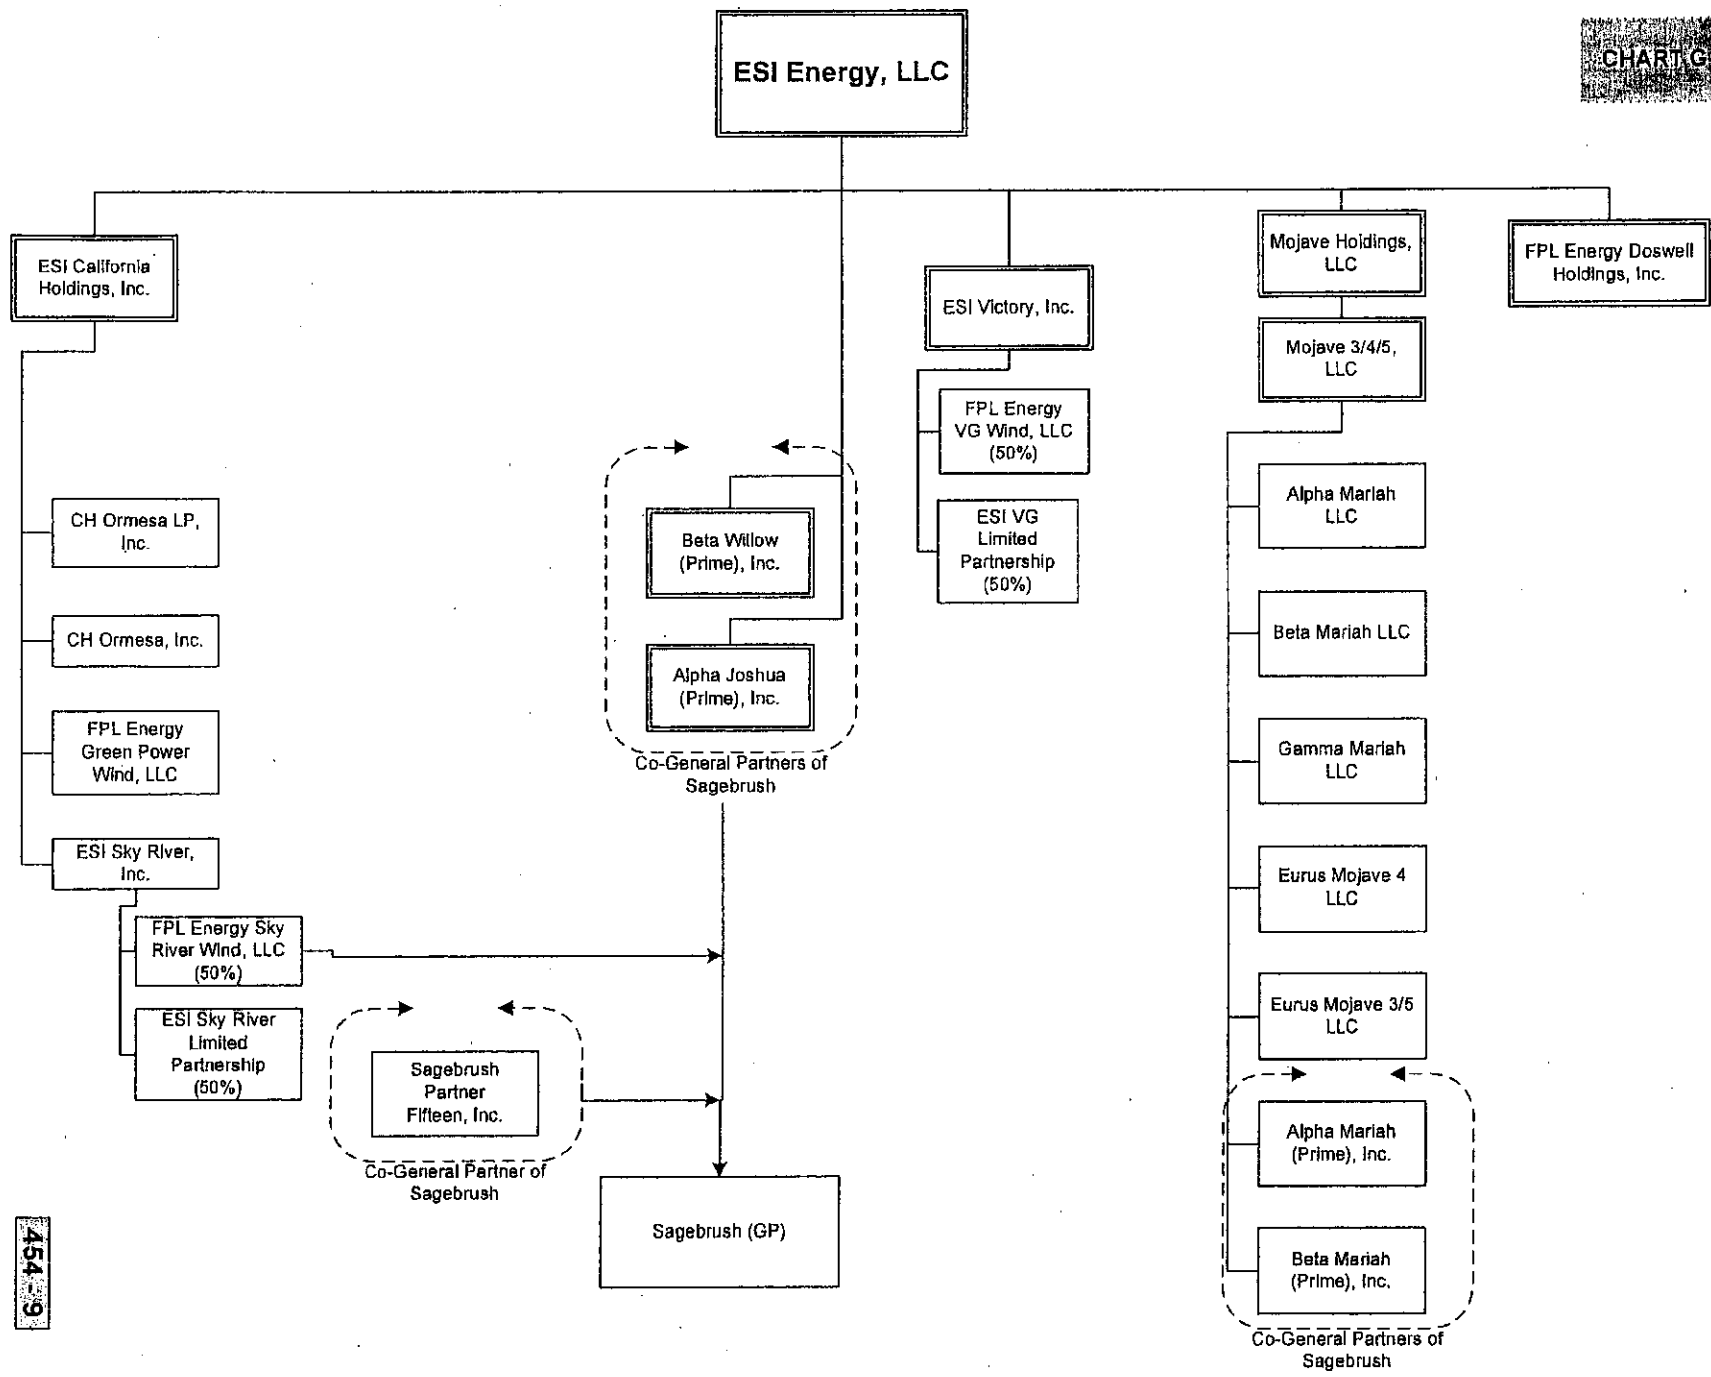 ESI Energy, LLC
CHART G
ESI California
Holdings, Inc.
CH Ormesa LP,
Inc.
CH Ormesa, Inc.
FPL Energy
Green Power
Wind, LLC
ESI Sky River,
Inc.
FPL Energy Sky
River Wind, LLC
(50%)
ESI Sky River
Limited
Partnership
(50%)
Beta Willow
(Prime), Inc.
Alpha Joshua
(Prime), Inc.
Co-General Partners of
Sagebrush
Sagebrush
Partner
Fifteen, Inc.
Co-General Partner of
Sagebrush
Sagebrush (GP)
ESI Victory, Inc.
FPL Energy
VG Wind, LLC
(50%)
ESI VG
Limited
Partnership
(50%)
Mojave Holdings,
LLC
Mojave 3/4/5,
LLC
Alpha Mariah
LLC
Beta Mariah LLC
Gamma Mariah
LLC
Eurus Mojave 4
LLC
Eurus Mojave 3/5
LLC
Alpha Mariah
(Prime), Inc.
Beta Mariah
(Prime), Inc.
Co-General Partners of
Sagebrush
FPL Energy Doswell
Holdings, Inc.
454-9